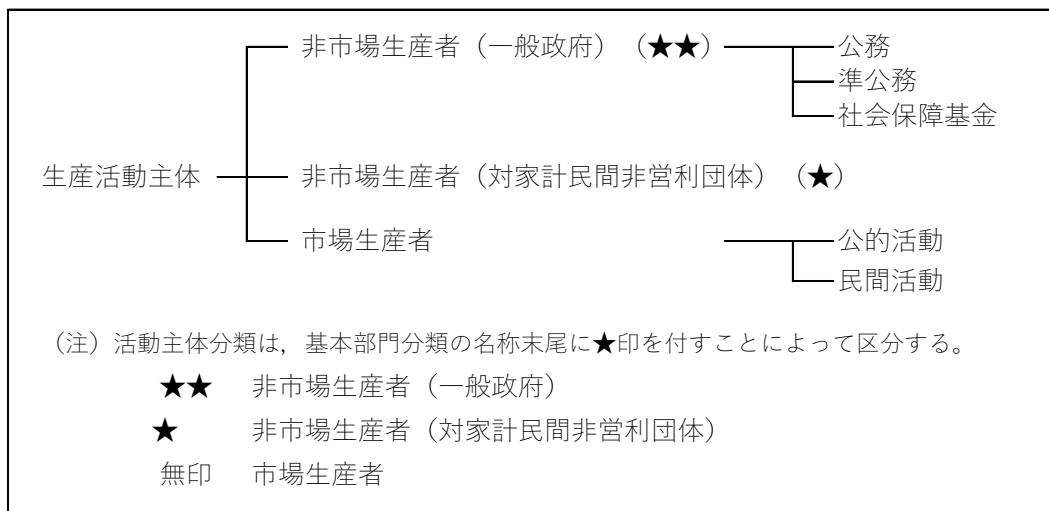 非市場生産者（一般政府）（★★） 公務
準公務
社会保障基金
生産活動主体 非市場生産者（対家計民間非営利団体）（★）
市場生産者 公的活動
民間活動
（注）活動主体分類は，基本部門分類の名称末尾に★印を付すことによって区分する。
★★ 非市場生産者（一般政府）
★ 非市場生産者（対家計民間非営利団体）
無印 市場生産者